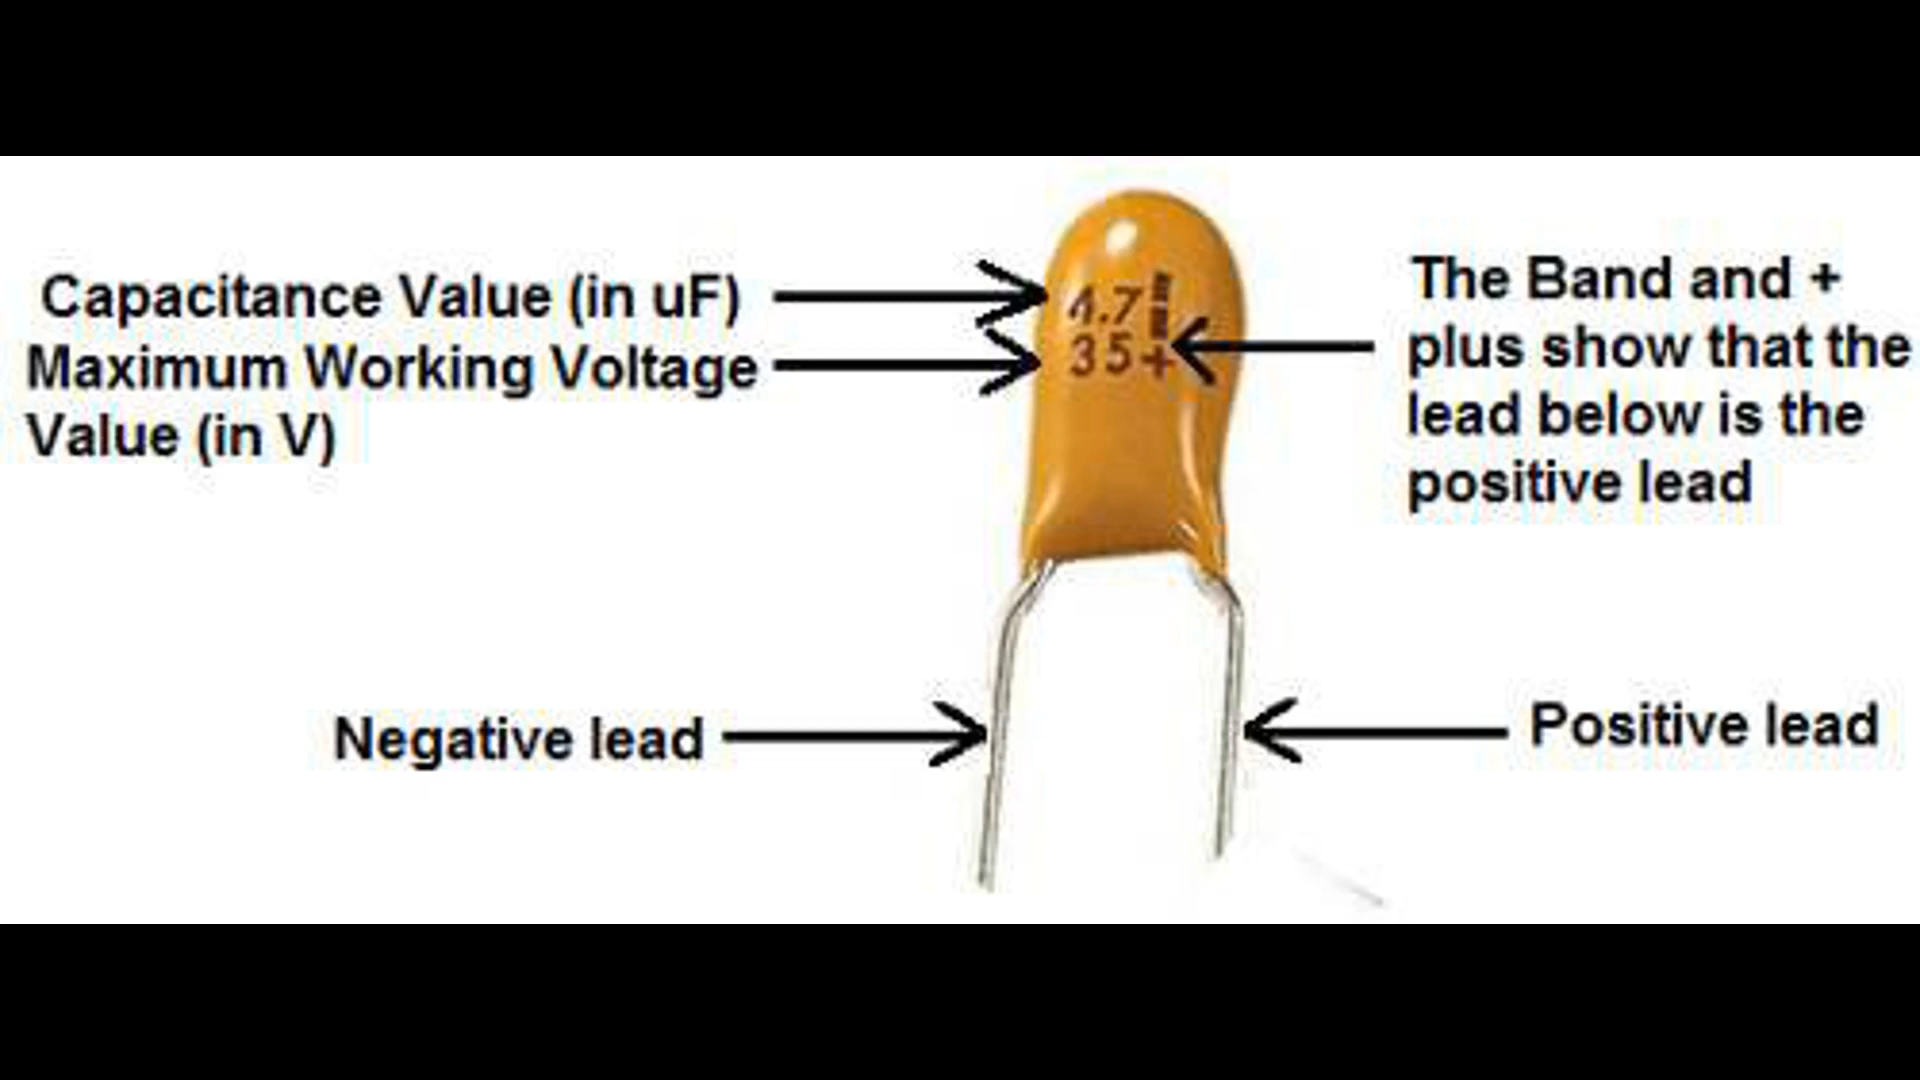 Capacitance Value (in uF)
Maximum Working Voltage
Value (in V)
4.7
35+
The Band and +
plus show that the
lead below is the
positive lead
Negative lead
Positive lead